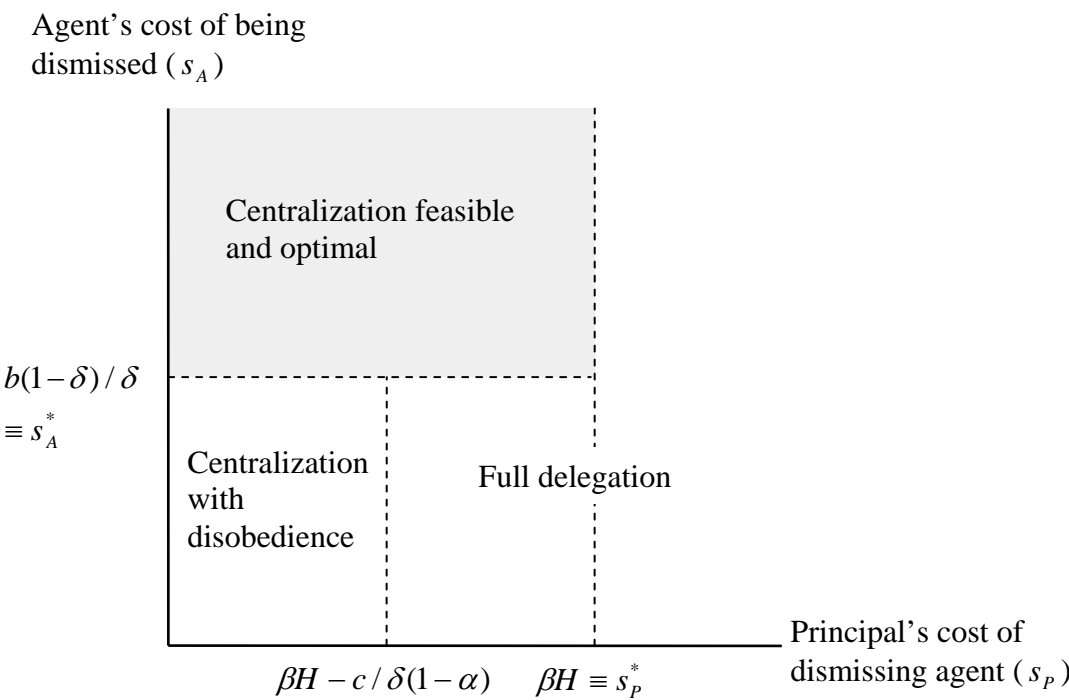 Agent’s cost of being
dismissed ( s_A )
Centralization feasible
and optimal
b(1−δ) / δ
≡ s_A^*
Centralization
with
disobedience
Full delegation
Principal’s cost of
dismissing agent ( s_P )
βH − c / δ(1−α)
βH ≡ s_P^*